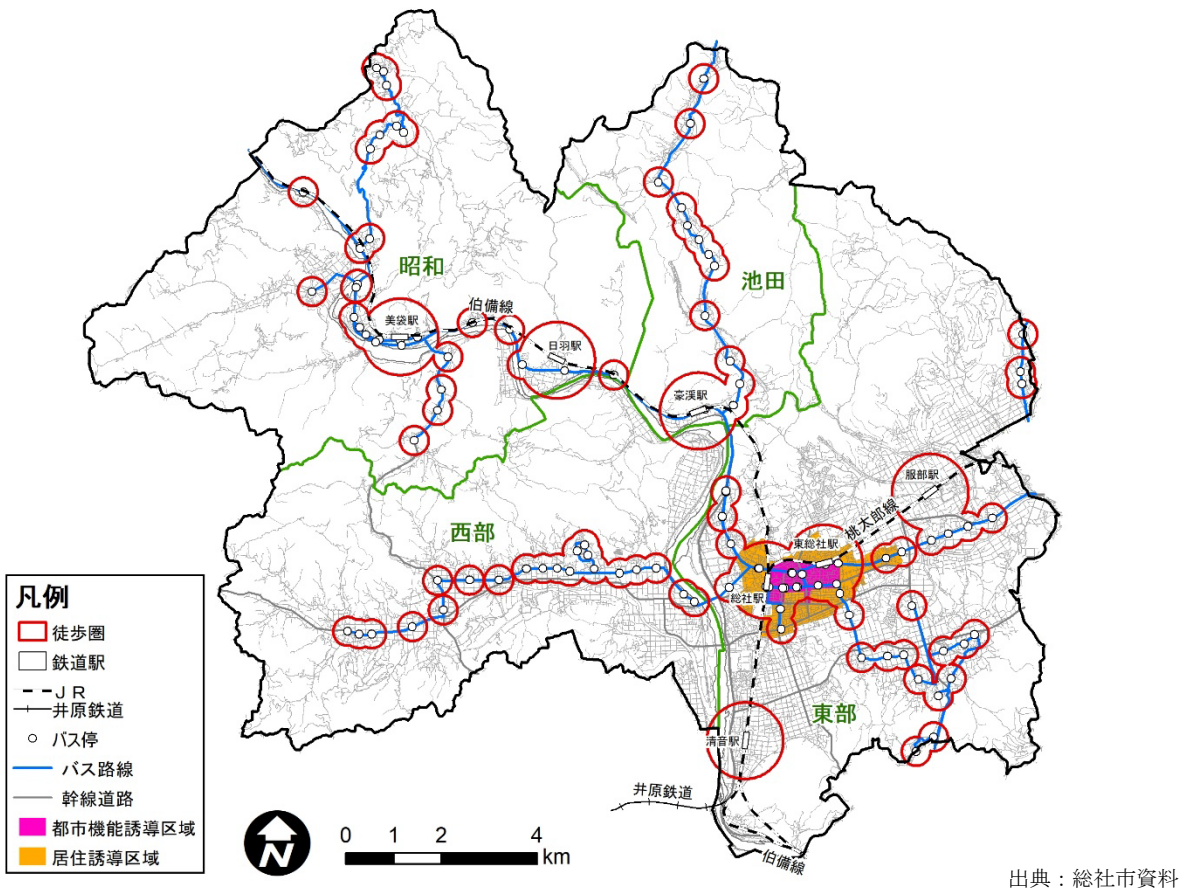 昭和
池田
伯備線
美袋駅
日羽駅
豪渓駅
服部駅
桃太郎線
西部
東総社駅
総社駅
東部
清音駅
井原鉄道
伯備線
凡例
徒歩圏
鉄道駅
ＪＲ
井原鉄道
バス停
バス路線
幹線道路
都市機能誘導区域
居住誘導区域
N
0 1 2 4
km
出典：総社市資料